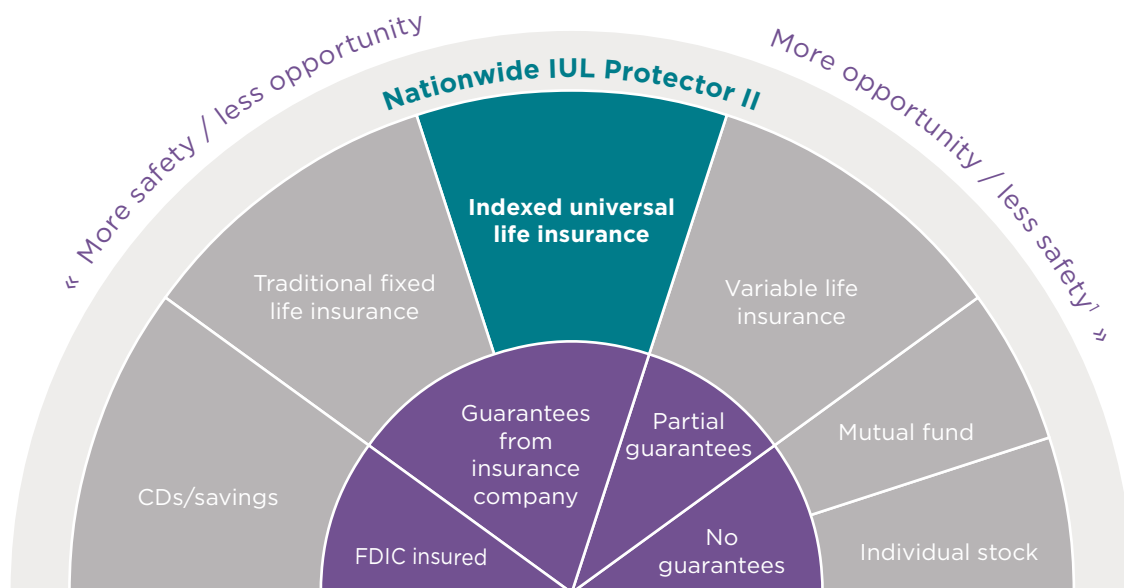 « More safety / less opportunity
More opportunity / less safety¹ »
Nationwide IUL Protector II
Indexed universal
life insurance
Traditional fixed
life insurance
Variable life
insurance
CDs/savings
Mutual fund
Individual stock
Guarantees
from
insurance
company
Partial
guarantees
FDIC insured
No
guarantees